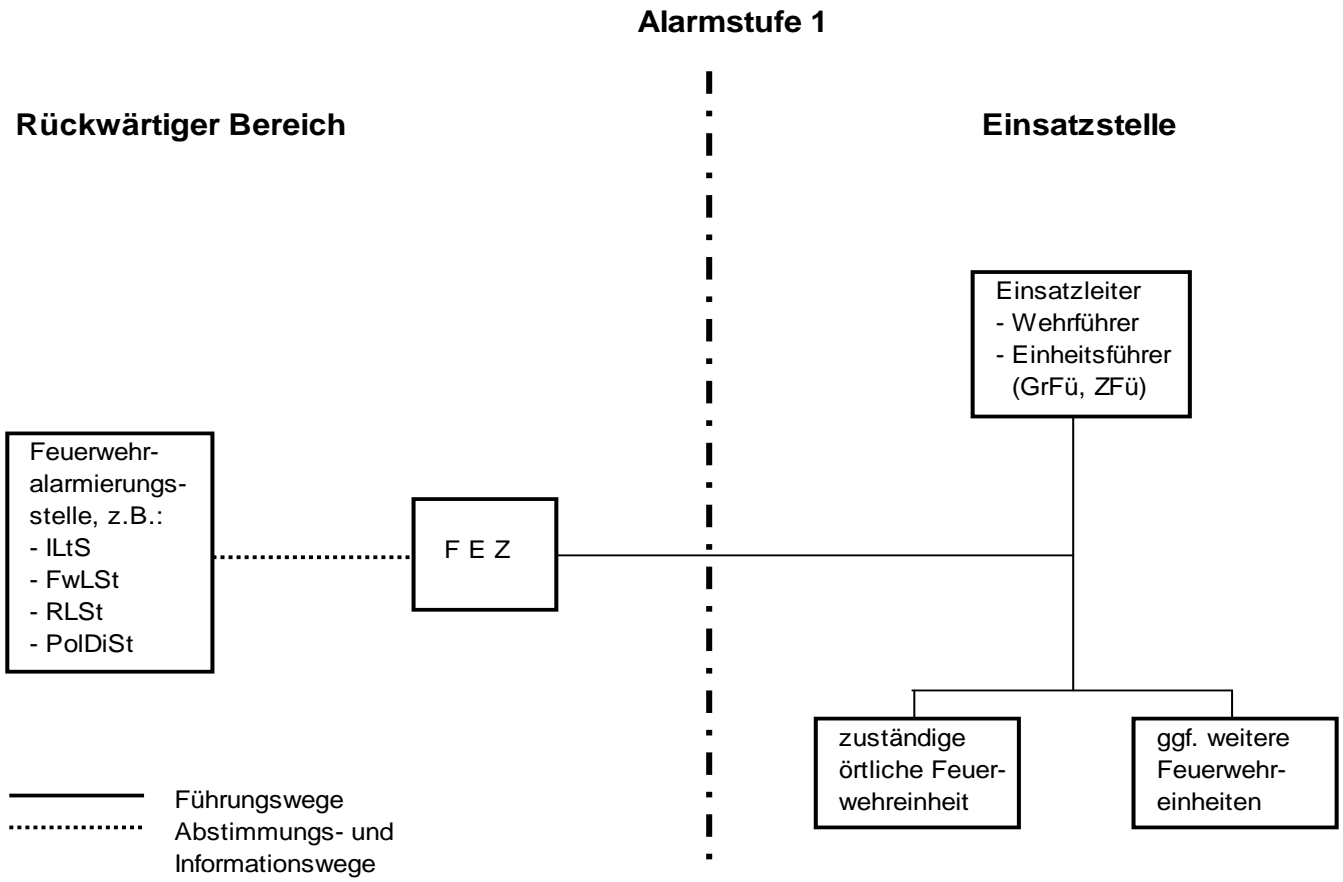 Alarmstufe 1
Rückwärtiger Bereich
Einsatzstelle
Einsatzleiter
- Wehrführer
- Einheitsführer
(GrFü, ZFü)
Feuerwehr-
alarmierungs-
stelle, z.B.:
- ILtS
- FwLSt
- RLSt
- PolDiSt
F E Z
zuständige
örtliche Feuer-
wehreinheit
ggf. weitere
Feuerwehr-
einheiten
Führungswege
Abstimmungs- und
Informationswege